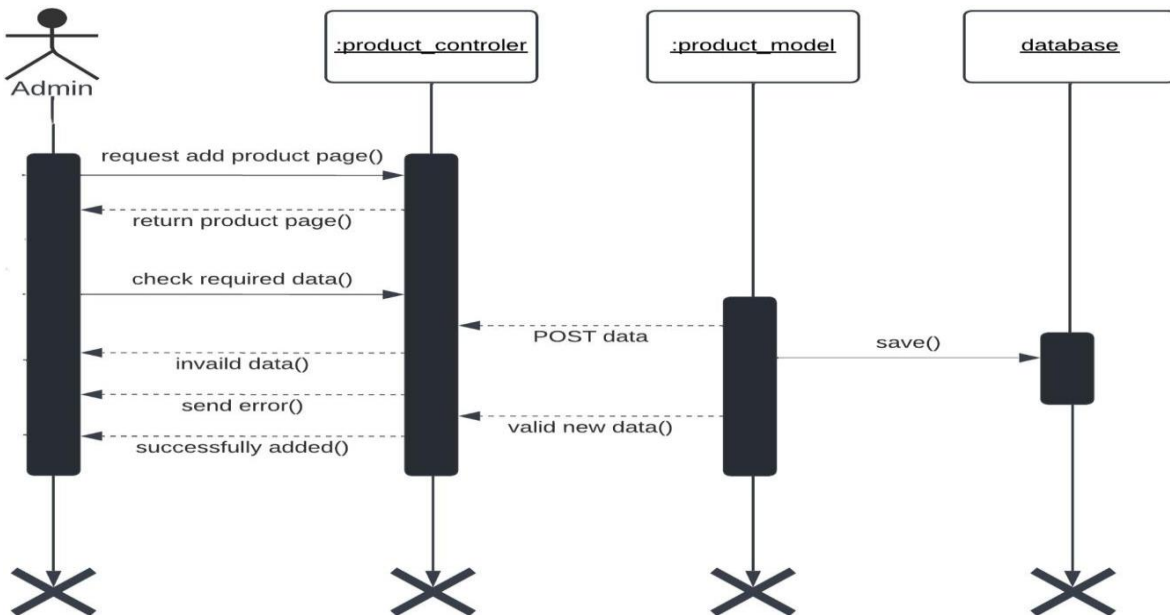 :product_controler
:product_model
database
Admin
request add product page()
return product page()
check required data()
POST data
save()
invaild data()
send error()
valid new data()
successfully added()